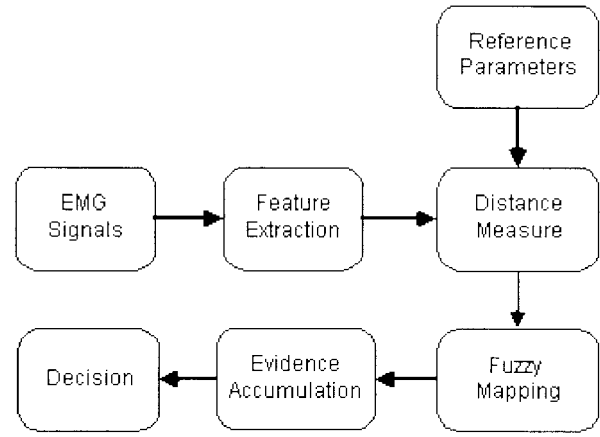 Reference
Parameters
EMG
Signals
Feature
Extraction
Distance
Measure
Decision
Evidence
Accumulation
Fuzzy
Mapping